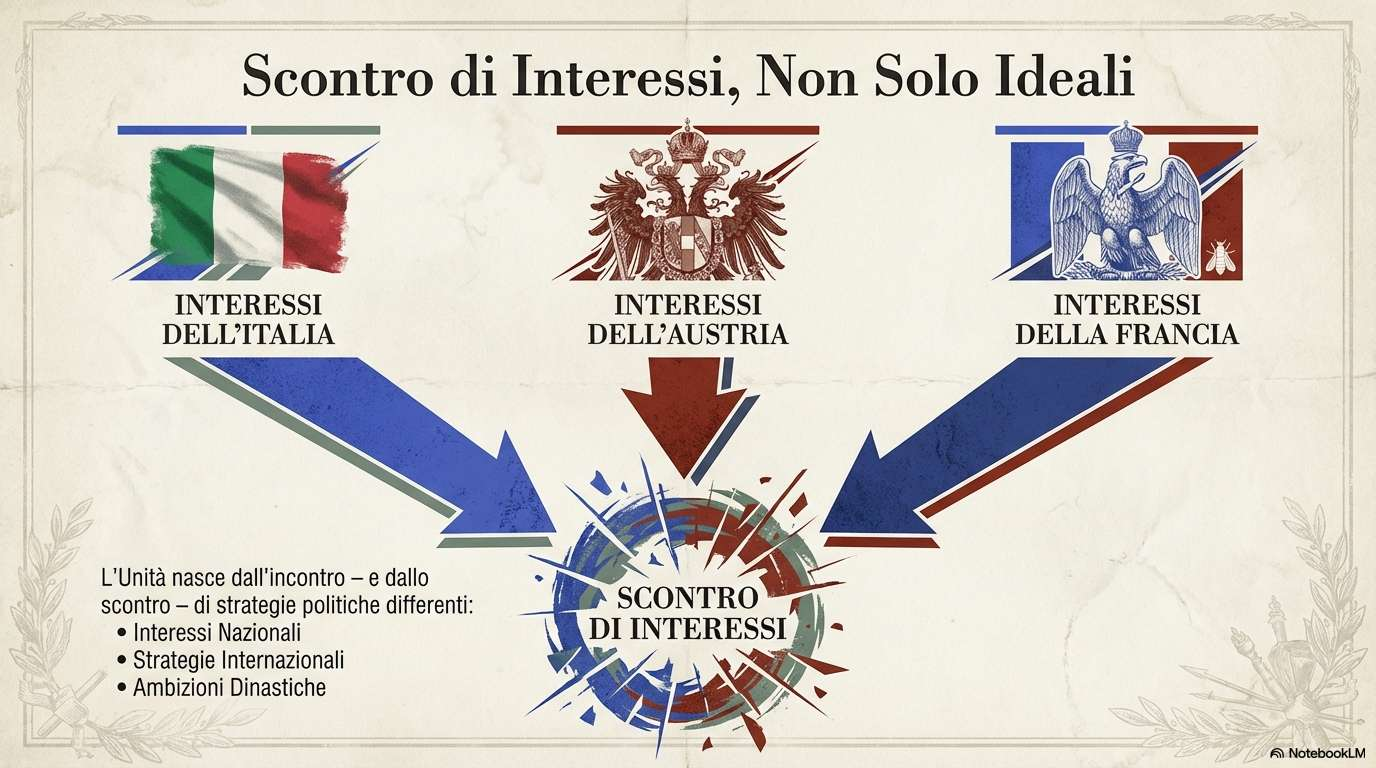 Scontro di Interessi, Non Solo Ideali
INTERESSI
DELL'ITALIA
INTERESSI
DELL'AUSTRIA
INTERESSI
DELLA FRANCIA
L'Unità nasce dall'incontro – e dallo
scontro – di strategie politiche differenti:
• Interessi Nazionali
• Strategie Internazionali
• Ambizioni Dinastiche
SCONTRO
DI INTERESSI
NotebookLM